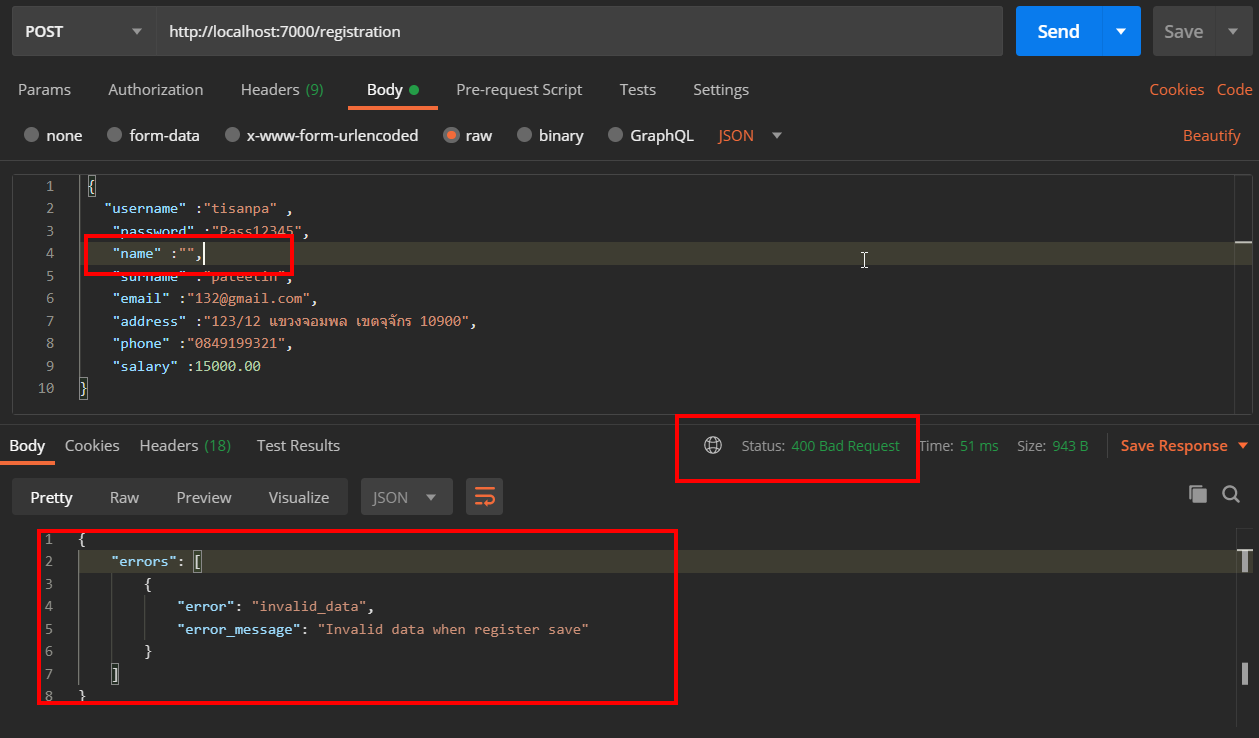 POST http://localhost:7000/registration Send Save
Params Authorization Headers (9) Body Pre-request Script Tests Settings Cookies Code
none form-data x-www-form-urlencoded raw binary GraphQL JSON Beautify
1 {
2 "username" :"tisanpa" ,
3 "password" :"Pass12345",
4 "name" :"",
5 "surname" :"pateetin",
6 "email" :"132@gmail.com",
7 "address" :"123/12 แขวงจอมพล เขตจุจักร 10900",
8 "phone" :"0849199321",
9 "salary" :15000.00
10 }
Body Cookies Headers (18) Test Results Status: 400 Bad Request Time: 51 ms Size: 943 B Save Response
Pretty Raw Preview Visualize JSON
1 {
2 "errors": [
3 {
4 "error": "invalid_data",
5 "error_message": "Invalid data when register save"
6 }
7 ]
8 }